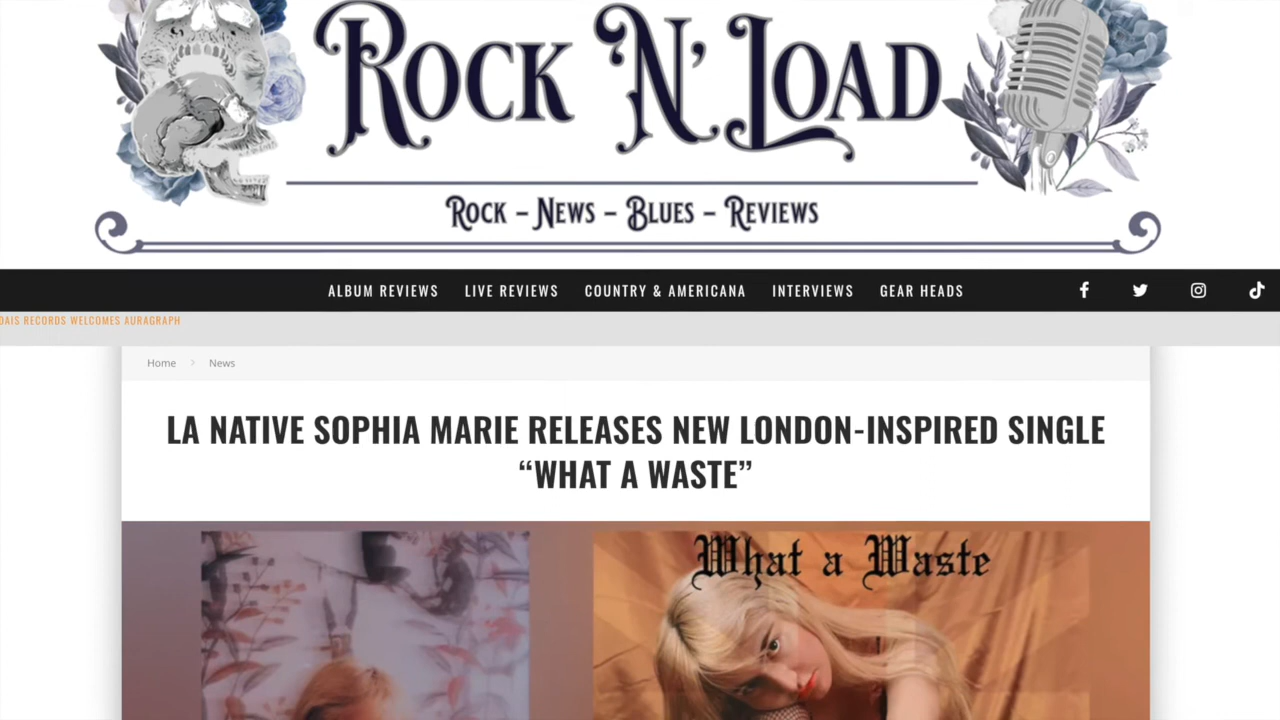 ROCK N' LOAD
ROCK – NEWS – BLUES – REVIEWS
ALBUM REVIEWS LIVE REVIEWS COUNTRY & AMERICANA INTERVIEWS GEAR HEADS
DAIS RECORDS WELCOMES AURAGRAPH
Home > News
LA NATIVE SOPHIA MARIE RELEASES NEW LONDON-INSPIRED SINGLE
“WHAT A WASTE”
What a Waste